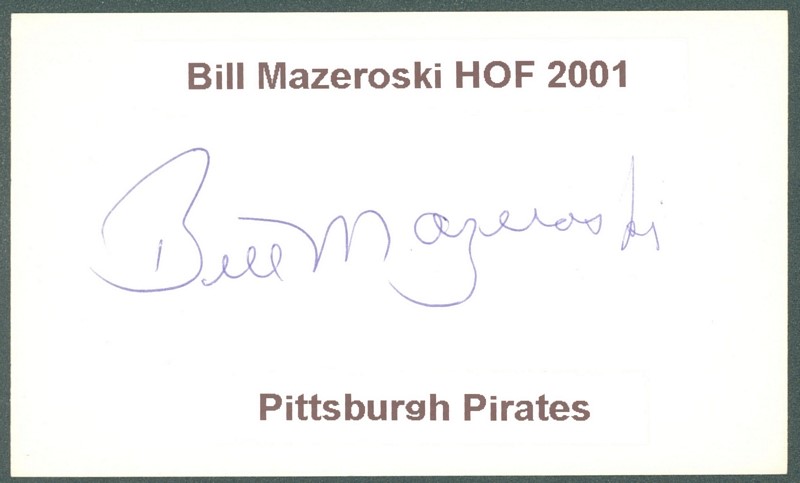 Bill Mazeroski HOF 2001
Bill Mazeroski
Pittsburgh Pirates